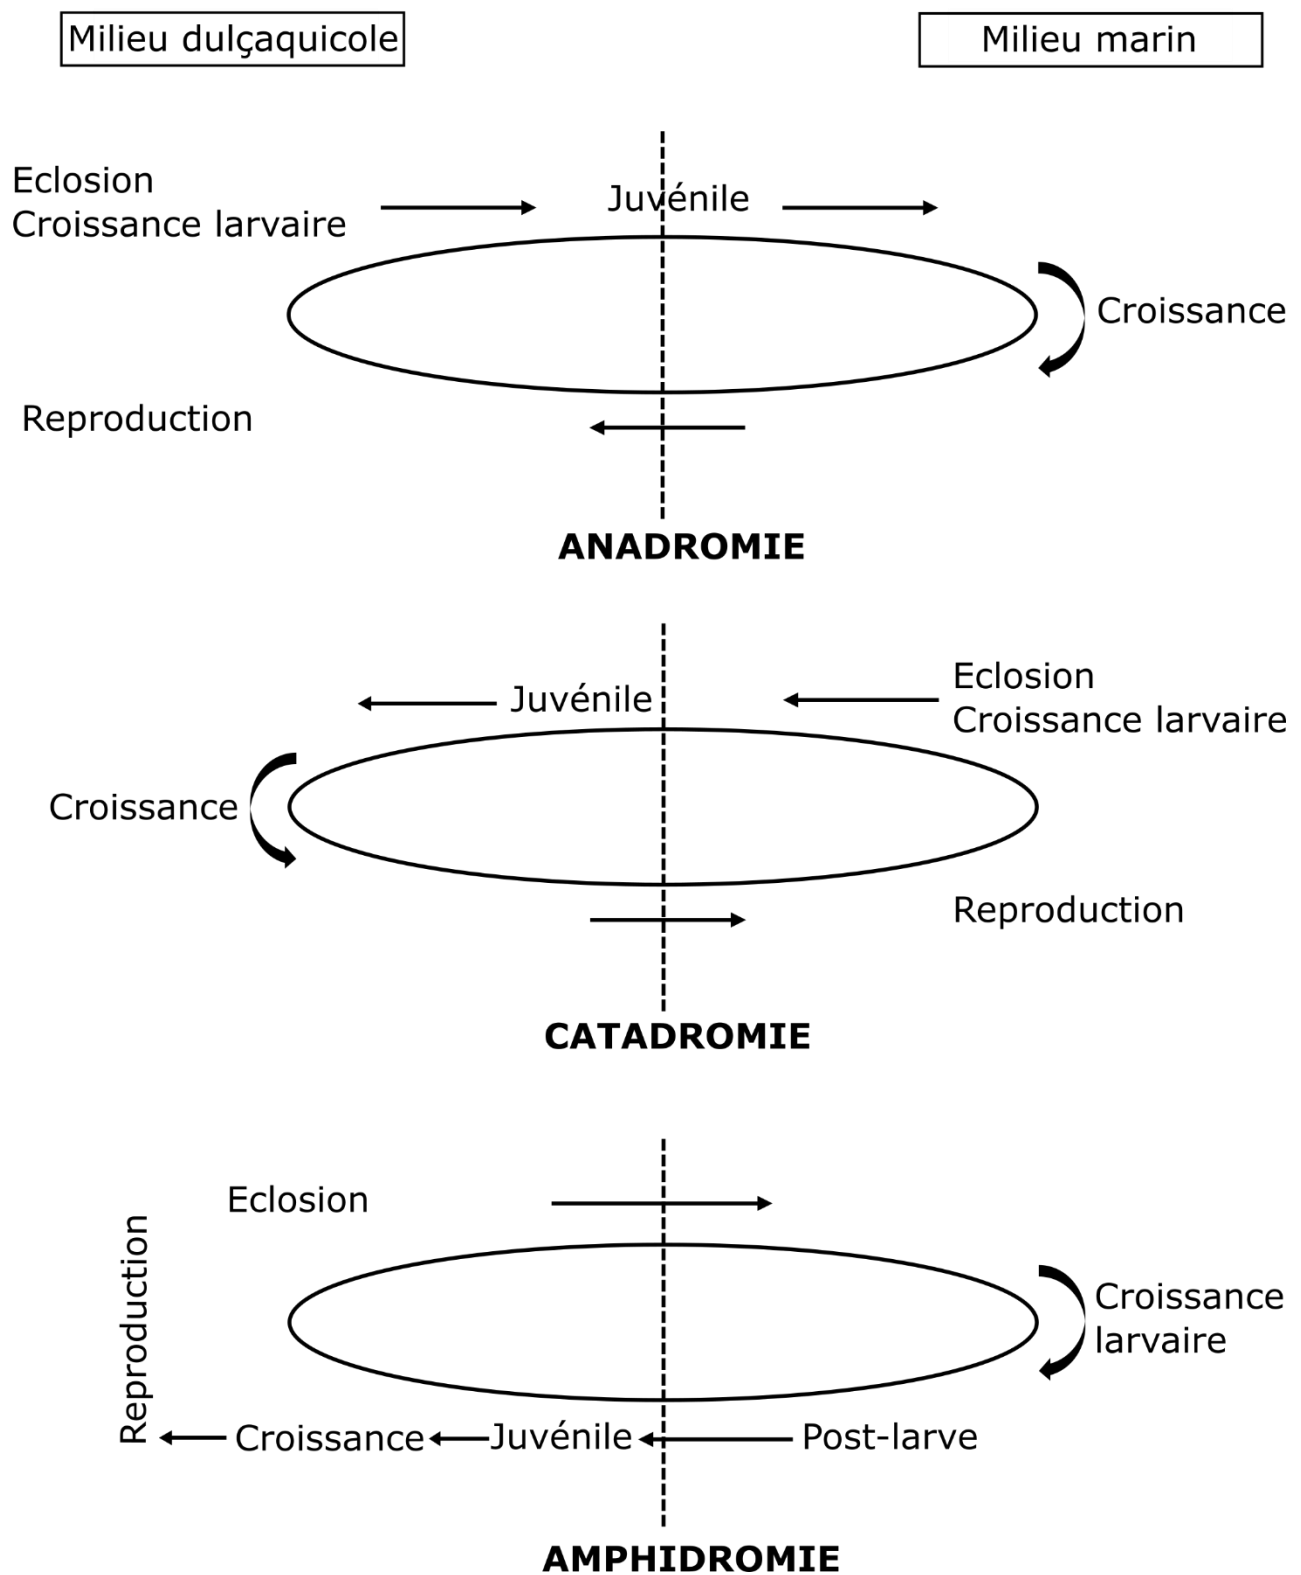 Milieu dulçaquicole
Milieu marin
Eclosion
Croissance larvaire
Juvénile
Croissance
Reproduction
ANADROMIE
Juvénile
Eclosion
Croissance larvaire
Croissance
Reproduction
CATADROMIE
Eclosion
Reproduction
Croissance
larvaire
Croissance
Juvénile
Post-larve
AMPHIDROMIE